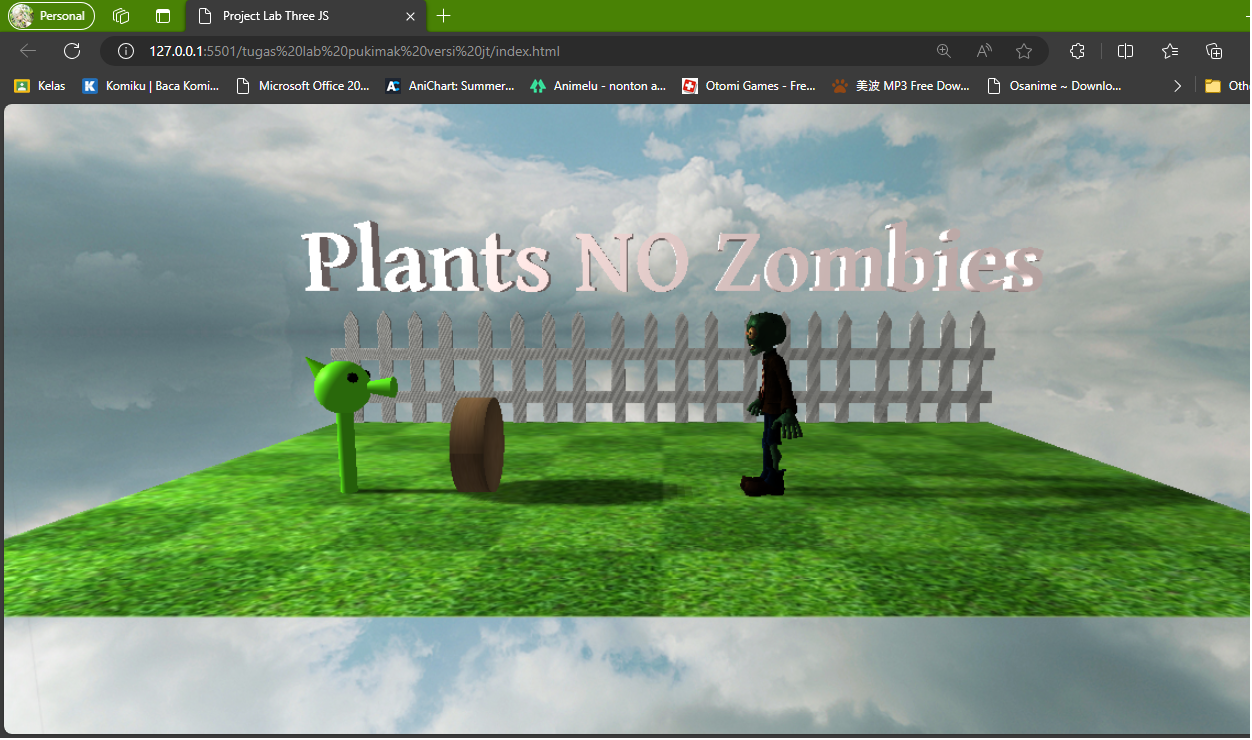 Personal
Project Lab Three JS
127.0.0.1:5501/tugas%20lab%20pukimak%20versi%20jt/index.html
Kelas
Komiku | Baca Komi...
Microsoft Office 20...
AniChart: Summer...
Animelu - nonton a...
Otomi Games - Fre...
美波 MP3 Free Dow...
Osanime ~ Downlo...
Oth
Plants NO Zombies